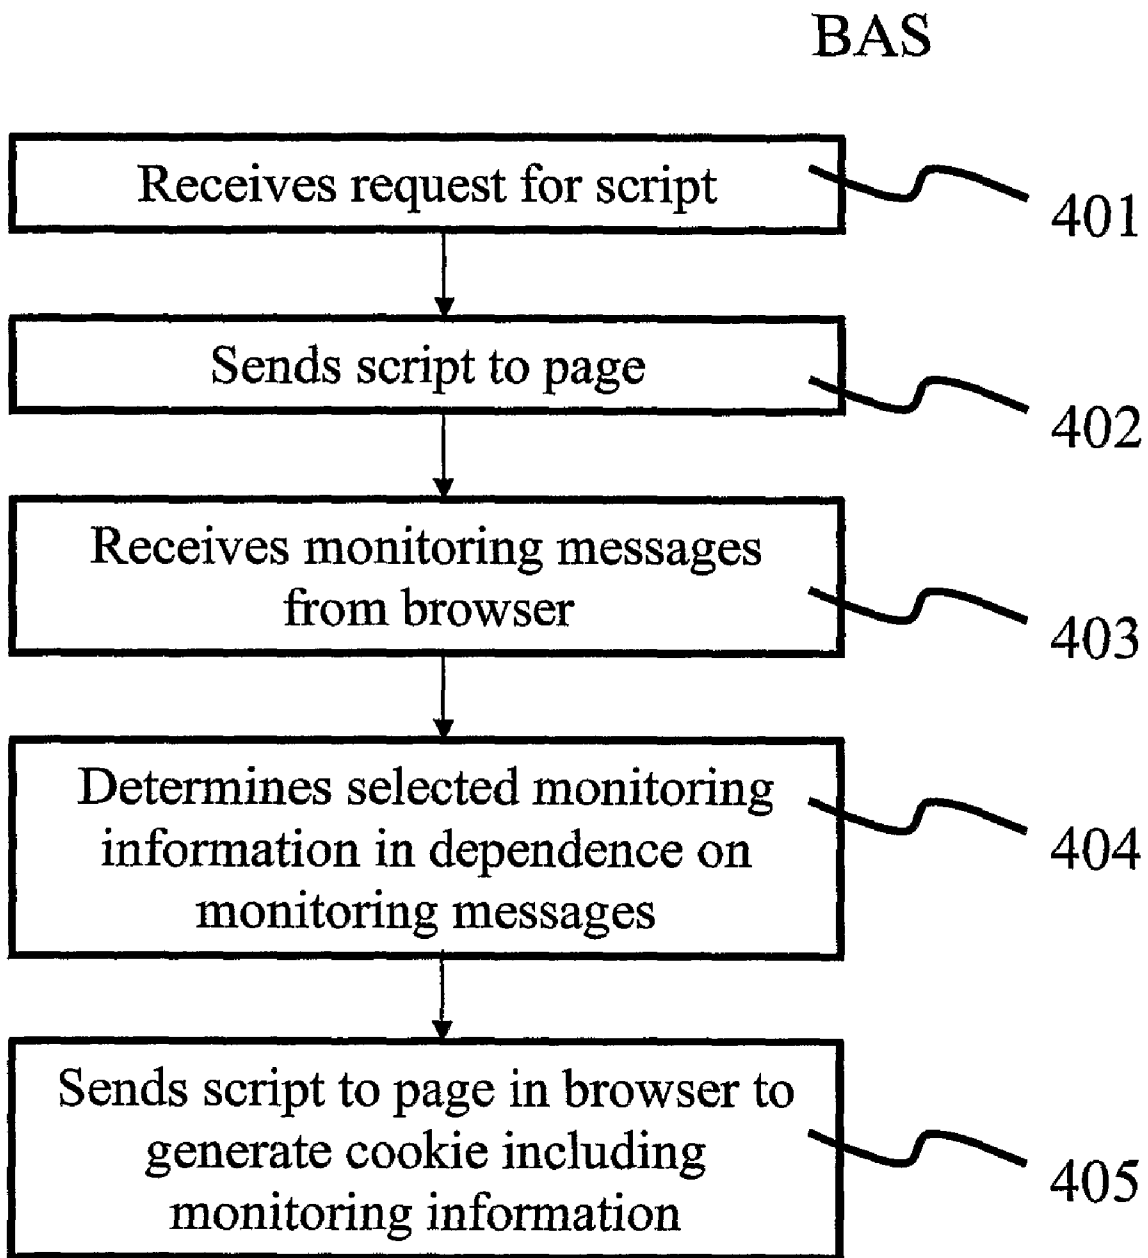 BAS
Receives request for script
401
Sends script to page
402
Receives monitoring messages
from browser
403
Determines selected monitoring
information in dependence on
monitoring messages
404
Sends script to page in browser to
generate cookie including
monitoring information
405